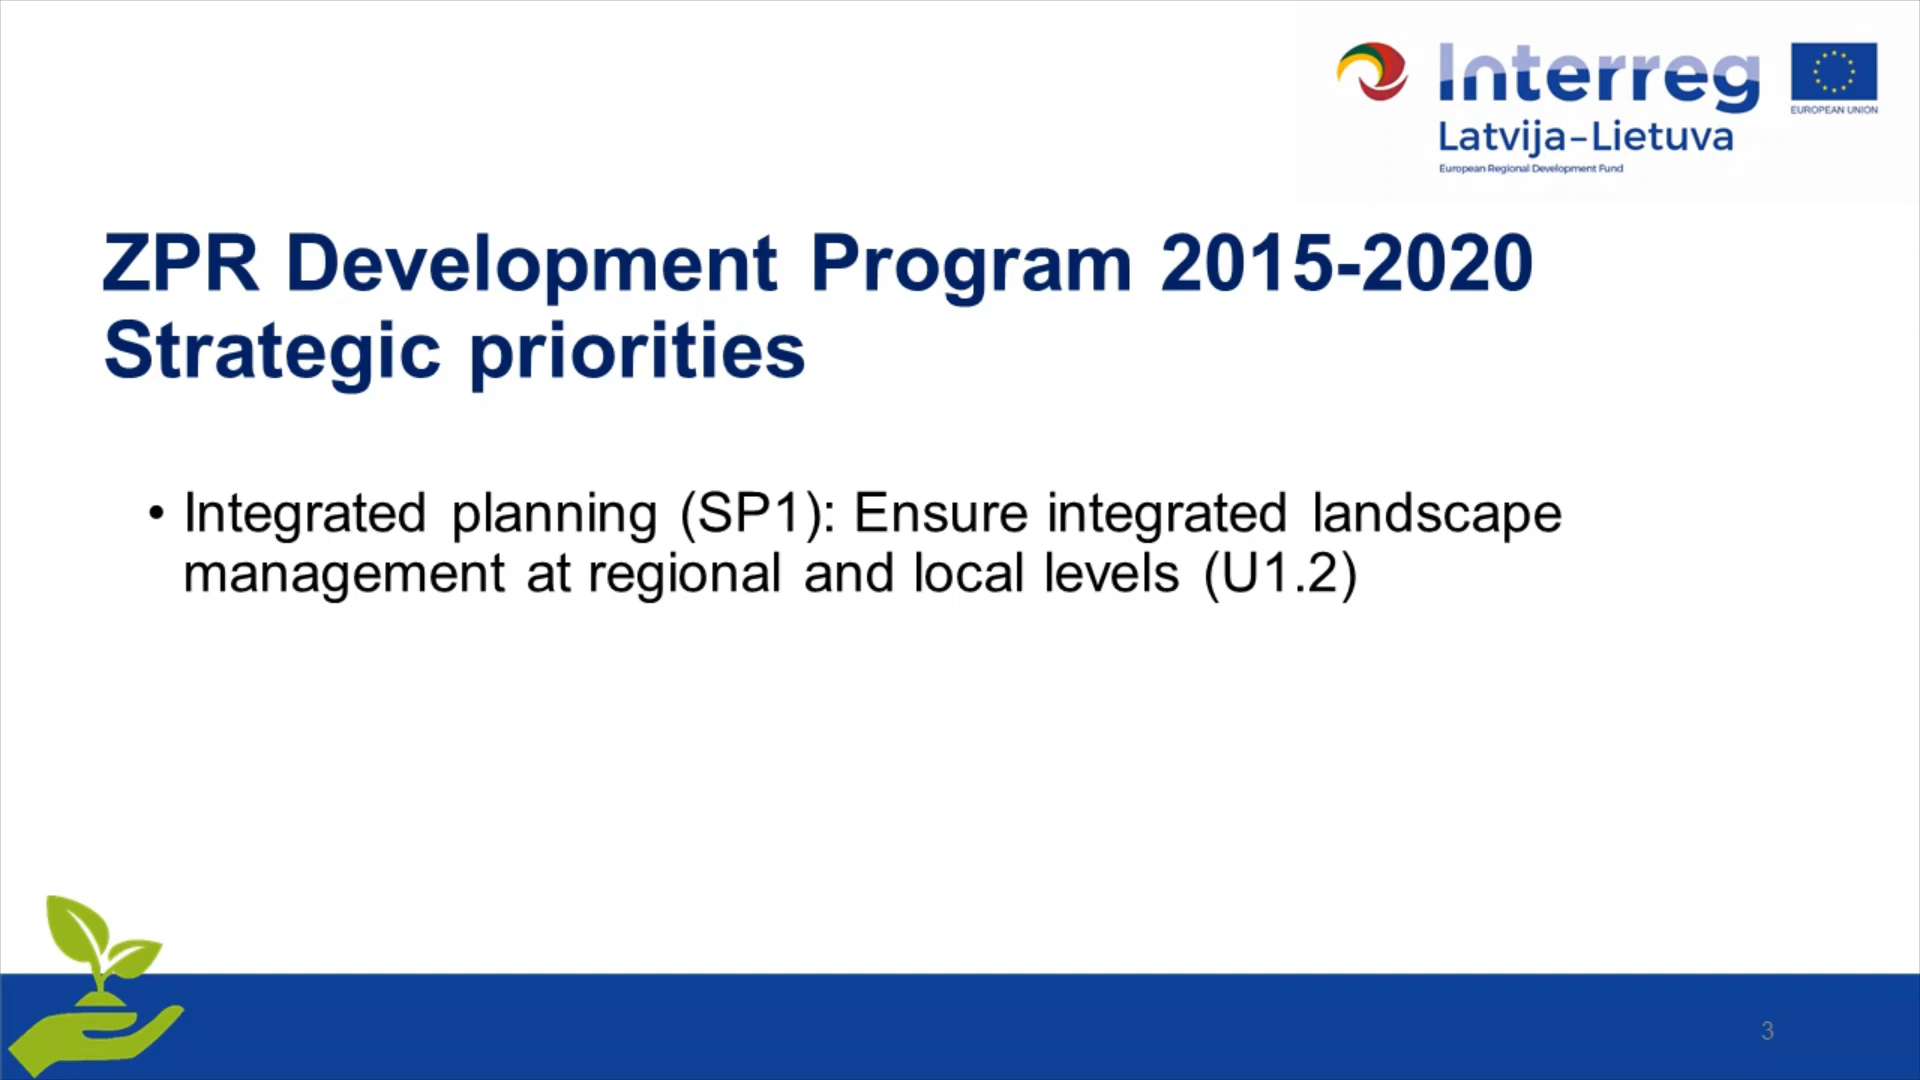 Interreg
EUROPEAN UNION
Latvija–Lietuva
European Regional Development Fund
ZPR Development Program 2015-2020
Strategic priorities
• Integrated planning (SP1): Ensure integrated landscape
management at regional and local levels (U1.2)
3